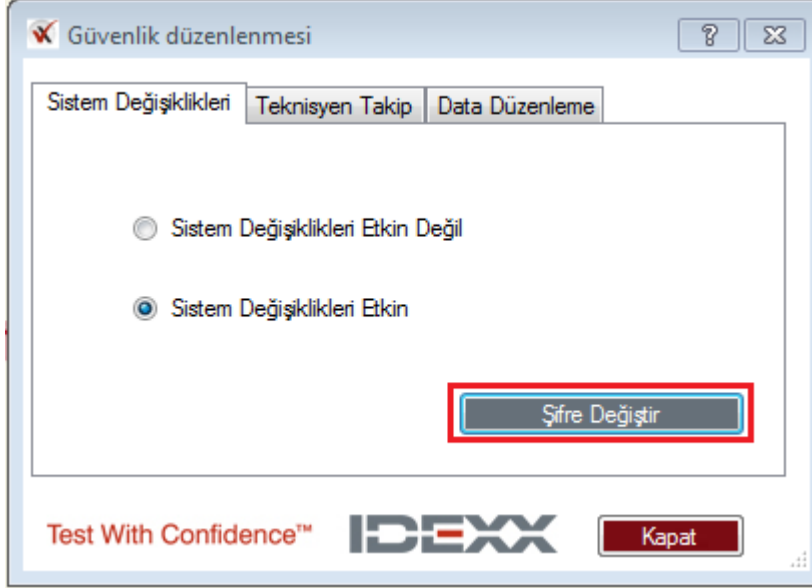 Güvenlik düzenlenmesi
Sistem Değişiklikleri Teknisyen Takip Data Düzenleme
Sistem Değişiklikleri Etkin Değil
Sistem Değişiklikleri Etkin
Şifre Değiştir
Test With Confidence™ IDEXX Kapat